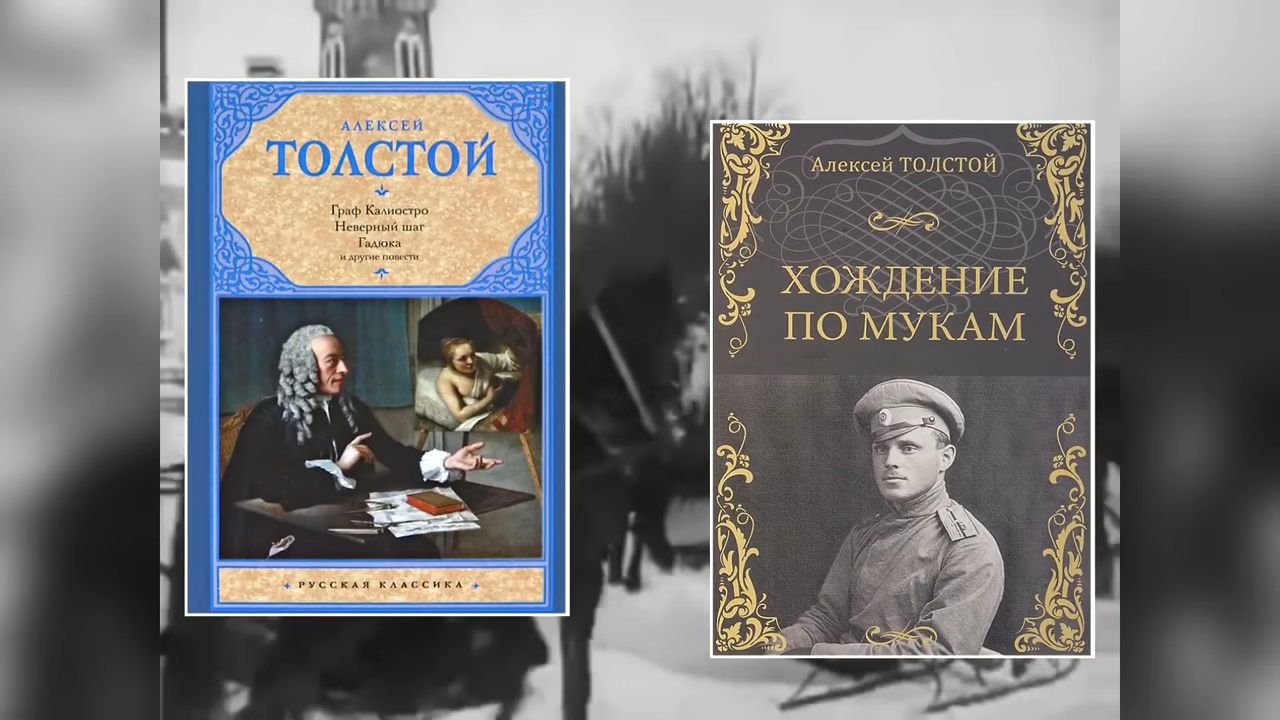 АЛЕКСЕЙ
ТОЛСТОЙ
Граф Калиостро
Неверный шаг
Гадюка
и другие повести
РУССКАЯ КЛАССИКА
Алексей ТОЛСТОЙ
ХОЖДЕНИЕ
ПО МУКАМ